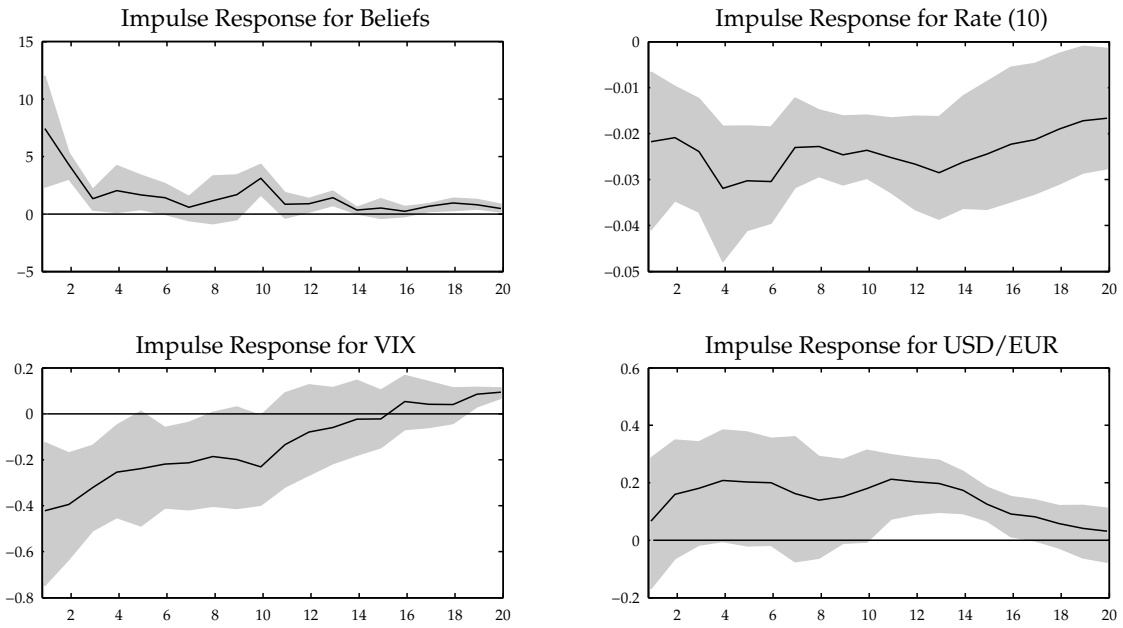 Impulse Response for Beliefs
15
10
5
0
−5
2 4 6 8 10 12 14 16 18 20
Impulse Response for Rate (10)
0
−0.01
−0.02
−0.03
−0.04
−0.05
2 4 6 8 10 12 14 16 18 20
Impulse Response for VIX
0.2
0
−0.2
−0.4
−0.6
−0.8
2 4 6 8 10 12 14 16 18 20
Impulse Response for USD/EUR
0.6
0.4
0.2
0
−0.2
2 4 6 8 10 12 14 16 18 20